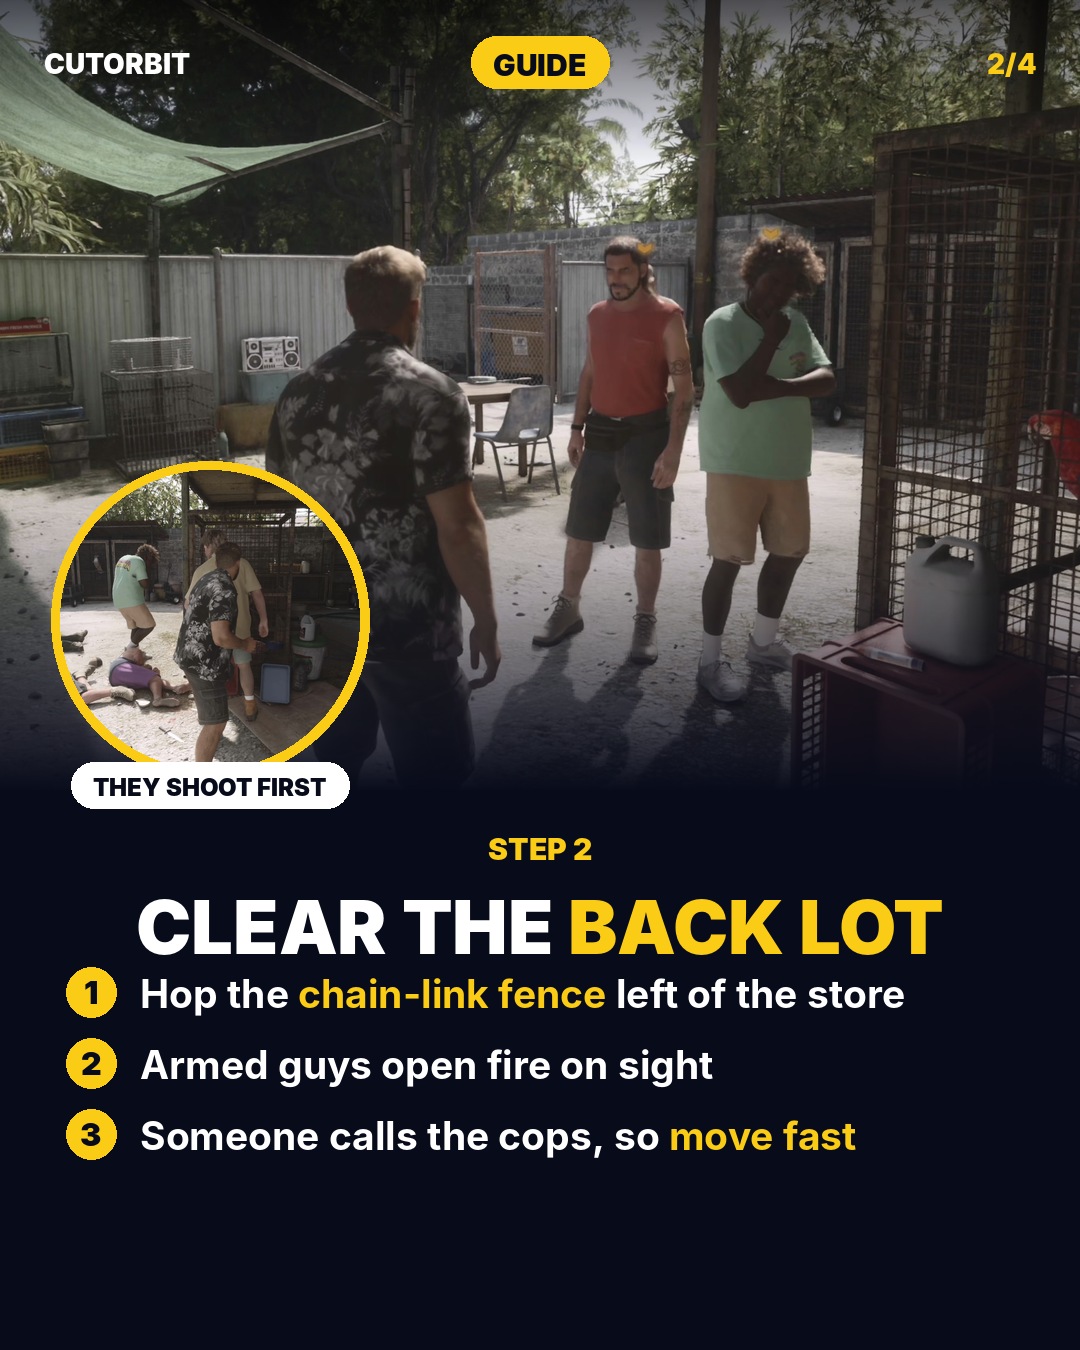 CUTORBIT
GUIDE
2/4
THEY SHOOT FIRST
STEP 2
CLEAR THE BACK LOT
1 Hop the chain-link fence left of the store
2 Armed guys open fire on sight
3 Someone calls the cops, so move fast